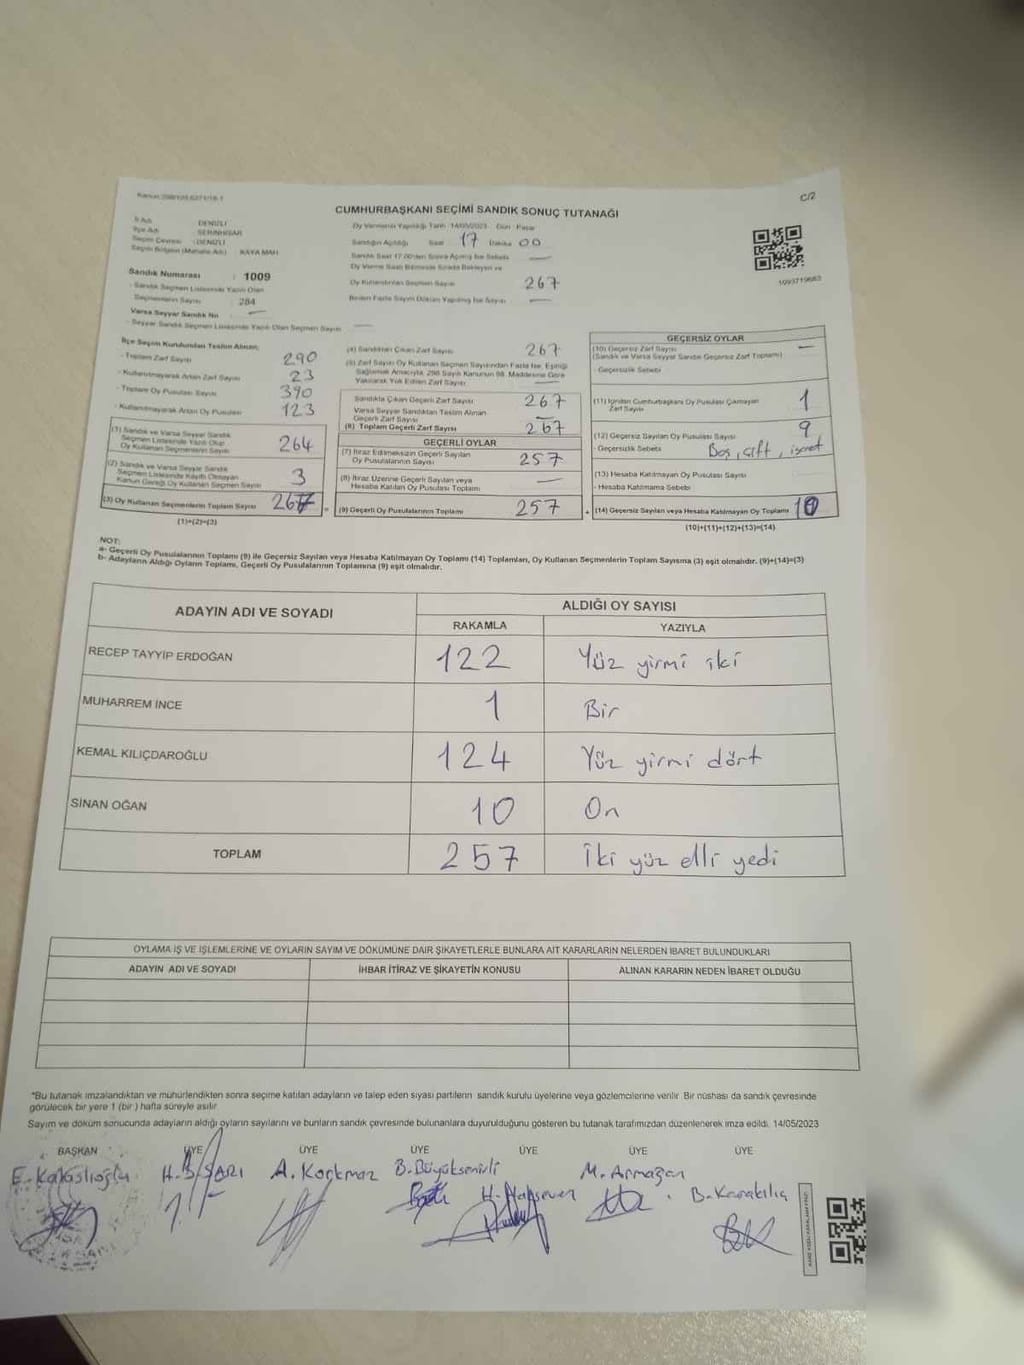 C/2
CUMHURBAŞKANI SEÇİMİ SANDIK SONUÇ TUTANAĞI
İl Adı : DENİZLİ
İlçe Adı : SERİNHİSAR
Seçim Çevresi : DENİZLİ
Seçim Bölgesi (Mahalle Adı) : KAYA MAH
Oy Vermenin Yapıldığı Tarih : 14/05/2023 Gün : Pazar
Sandığın Açıldığı Saat 17 Dakika 00
Sandık Saat 17.00'den Sonra Açılmış İse Sebebi —
Oy Verme Saati Bitiminde Sırada Bekleyen ve
Oy Kullandırılan Seçmen Sayısı 267
Birden Fazla Sayım Döküm Yapılmış İse Sayısı —
1093719663
Sandık Numarası : 1009
- Sandık Seçmen Listesinde Yazılı Olan
Seçmenlerin Sayısı : 284
Varsa Seyyar Sandık No —
- Seyyar Sandık Seçmen Listesinde Yazılı Olan Seçmen Sayısı —
İlçe Seçim Kurulundan Teslim Alınan;
- Toplam Zarf Sayısı 290
- Kullanılmayarak Artan Zarf Sayısı 23
- Toplam Oy Pusulası Sayısı 390
- Kullanılmayarak Artan Oy Pusulası 123
(1) Sandık ve Varsa Seyyar Sandık
Seçmen Listesinde Yazılı Olup
Oy Kullanan Seçmenlerin Sayısı 264
(2) Sandık ve Varsa Seyyar Sandık
Seçmen Listesinde Kayıtlı Olmayan
Kanun Gereği Oy Kullanan Seçmen Sayısı 3
(3) Oy Kullanan Seçmenlerin Toplam Sayısı 267
(1)+(2)=(3)
(4) Sandıktan Çıkan Zarf Sayısı 267
(5) Zarf Sayısı Oy Kullanan Seçmen Sayısından Fazla İse, Eşitliği
Sağlamak Amacıyla, 298 Sayılı Kanunun 98. Maddesine Göre
Yakılarak Yok Edilen Zarf Sayısı —
Sandıkta Çıkan Geçerli Zarf Sayısı 267
Varsa Seyyar Sandıktan Teslim Alınan
Geçerli Zarf Sayısı —
(6) Toplam Geçerli Zarf Sayısı 267
GEÇERLİ OYLAR
(7) İtiraz Edilmeksizin Geçerli Sayılan
Oy Pusulasının Sayısı 257
(8) İtiraz Üzerine Geçerli Sayılan veya
Hesaba Katılan Oy Pusulası Toplamı —
(9) Geçerli Oy Pusulalarının Toplamı 257
GEÇERSİZ OYLAR
(10) Geçersiz Zarf Sayısı —
(Sandık ve Varsa Seyyar Sandık Geçersiz Zarf Toplamı)
- Geçersizlik Sebebi
(11) İçinden Cumhurbaşkanı Oy Pusulası Çıkmayan
Zarf Sayısı 1
(12) Geçersiz Sayılan Oy Pusulası Sayısı 9
- Geçersizlik Sebebi Boş, çift, işaret
(13) Hesaba Katılmayan Oy Pusulası Sayısı
- Hesaba Katılmama Sebebi
(14) Geçersiz Sayılan veya Hesaba Katılmayan Oy Toplamı 10
(10)+(11)+(12)+(13)=(14)
NOT:
a- Geçerli Oy Pusulalarının Toplamı (9) ile Geçersiz Sayılan veya Hesaba Katılmayan Oy Toplamı (14) Toplamları, Oy Kullanan Seçmenlerin Toplam Sayısına (3) eşit olmalıdır. (9)+(14)=(3)
b- Adayların Aldığı Oyların Toplamı, Geçerli Oy Pusulalarının Toplamına (9) eşit olmalıdır.
ADAYIN ADI VE SOYADI ALDIĞI OY SAYISI
RAKAMLA YAZIYLA
RECEP TAYYİP ERDOĞAN 122 Yüz yirmi iki
MUHARREM İNCE 1 Bir
KEMAL KILIÇDAROĞLU 124 Yüz yirmi dört
SİNAN OĞAN 10 On
TOPLAM 257 İki yüz elli yedi
OYLAMA İŞ VE İŞLEMLERİNE VE OYLARIN SAYIM VE DÖKÜMÜNE DAİR ŞİKAYETLERLE BUNLARA AİT KARARLARIN NELERDEN İBARET BULUNDUKLARI
ADAYIN ADI VE SOYADI İHBAR İTİRAZ VE ŞİKAYETİN KONUSU ALINAN KARARIN NEDEN İBARET OLDUĞU
*Bu tutanak imzalandıktan ve mühürlendikten sonra seçime katılan adayların ve talep eden siyasi partilerin sandık kurulu üyelerine veya gözlemcilerine verilir. Bir nüshası da sandık çevresinde
görülecek bir yere 1 (bir) hafta süreyle asılır.
Sayım ve döküm sonucunda adayların aldığı oyların sayılarını ve bunların sandık çevresinde bulunanlara duyurulduğunu gösteren bu tutanak tarafımızdan düzenlenerek imza edildi. 14/05/2023
BAŞKAN ÜYE ÜYE ÜYE ÜYE ÜYE ÜYE
H. BAŞARI A. Korkmaz B. Büyüksemizli M. Armağan B. Karakılıç